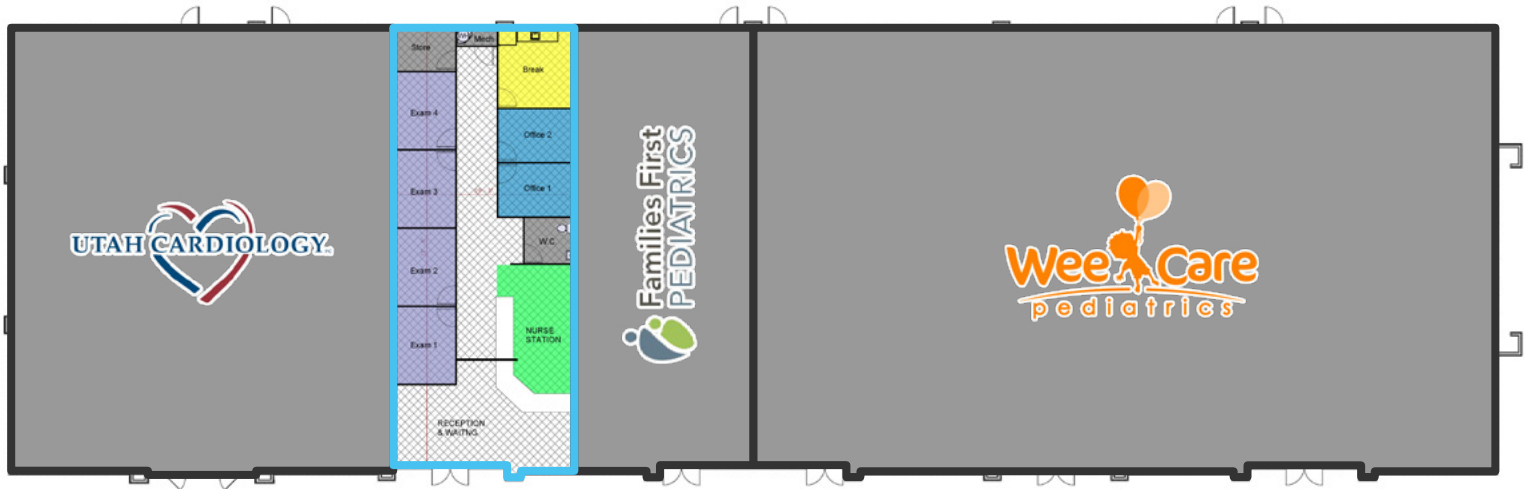 UTAH CARDIOLOGY
Store
Mech
Break
Exam 4
Office 2
Exam 3
Office 1
W.C.
Exam 2
NURSE
STATION
Exam 1
RECEPTION
& WAITNG
Families First
PEDIATRICS
Wee Care
pediatrics